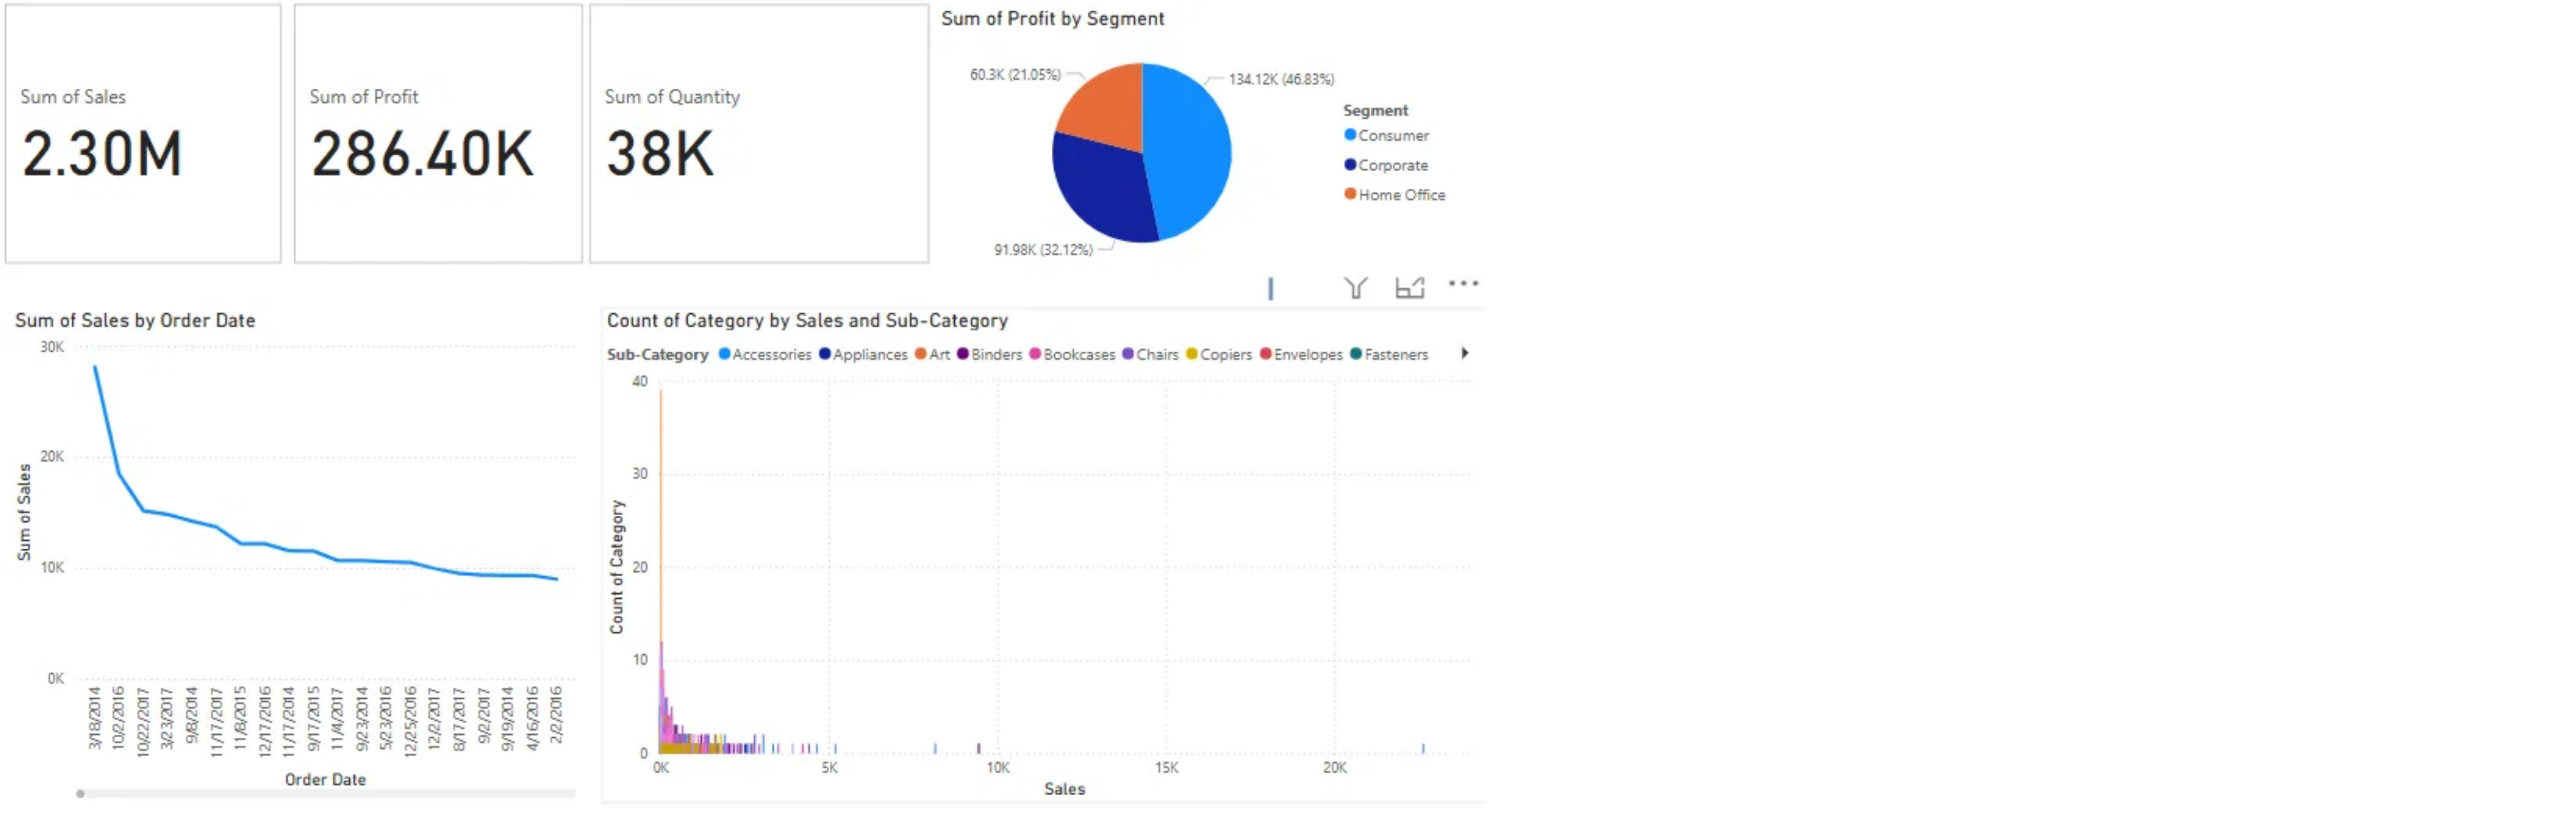 Sum of Sales
2.30M
Sum of Profit
286.40K
Sum of Quantity
38K
Sum of Profit by Segment
60.3K (21.05%)
134.12K (46.83%)
91.98K (32.12%)
Segment
Consumer
Corporate
Home Office
Sum of Sales by Order Date
Sum of Sales
30K
20K
10K
0K
3/18/2014
10/2/2016
10/22/2017
3/23/2017
9/8/2014
11/17/2017
11/8/2015
12/17/2016
11/17/2014
9/17/2015
11/4/2017
9/23/2014
5/23/2016
12/25/2016
12/2/2017
8/17/2017
9/2/2017
9/19/2014
4/16/2016
2/2/2016
Order Date
Count of Category by Sales and Sub-Category
Sub-Category Accessories Appliances Art Binders Bookcases Chairs Copiers Envelopes Fasteners
Count of Category
40
30
20
10
0
0K 5K 10K 15K 20K
Sales